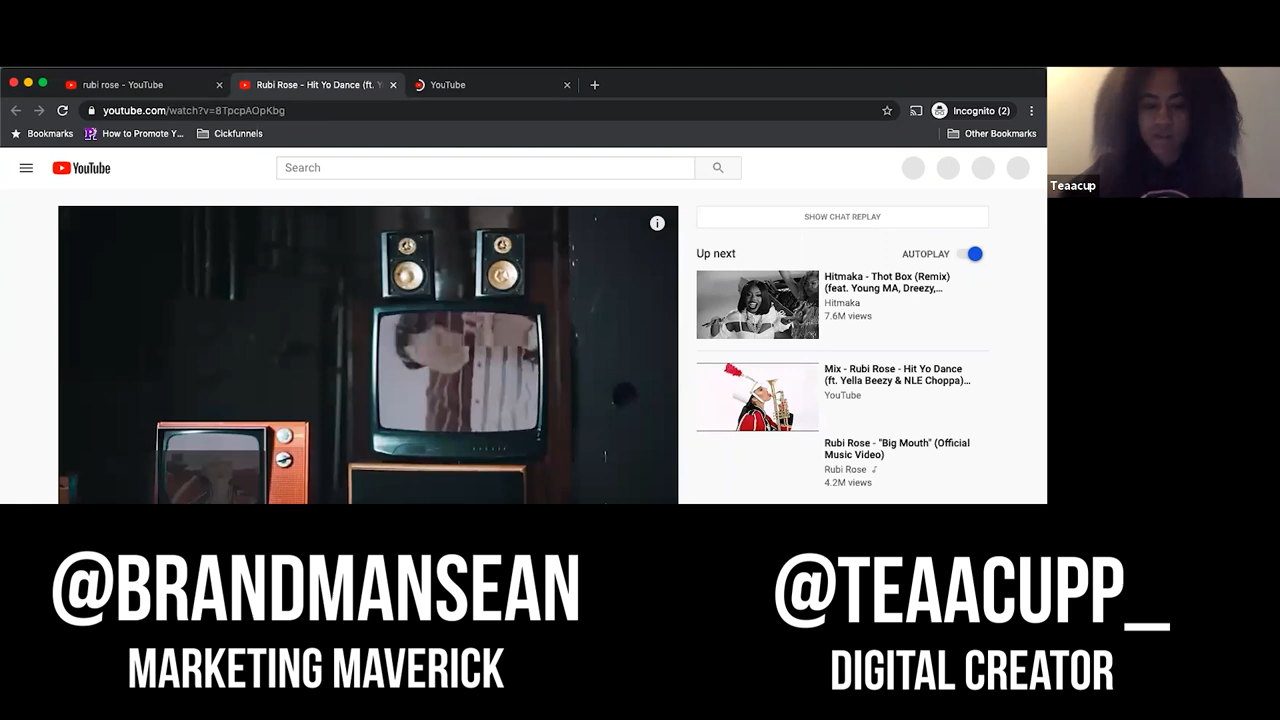 rubi rose - YouTube
Rubi Rose - Hit Yo Dance (ft. Y
YouTube
youtube.com/watch?v=8TpcpAOpKbg
Incognito (2)
Bookmarks
How to Promote Y...
Clickfunnels
Other Bookmarks
YouTube
Search
Teaacup
SHOW CHAT REPLAY
Up next
AUTOPLAY
Hitmaka - Thot Box (Remix)
(feat. Young MA, Dreezy,...
Hitmaka
7.6M views
Mix - Rubi Rose - Hit Yo Dance
(ft. Yella Beezy & NLE Choppa)...
YouTube
Rubi Rose - "Big Mouth" (Official
Music Video)
Rubi Rose
4.2M views
@BRANDMANSEAN
MARKETING MAVERICK
@TEAACUPP_
DIGITAL CREATOR